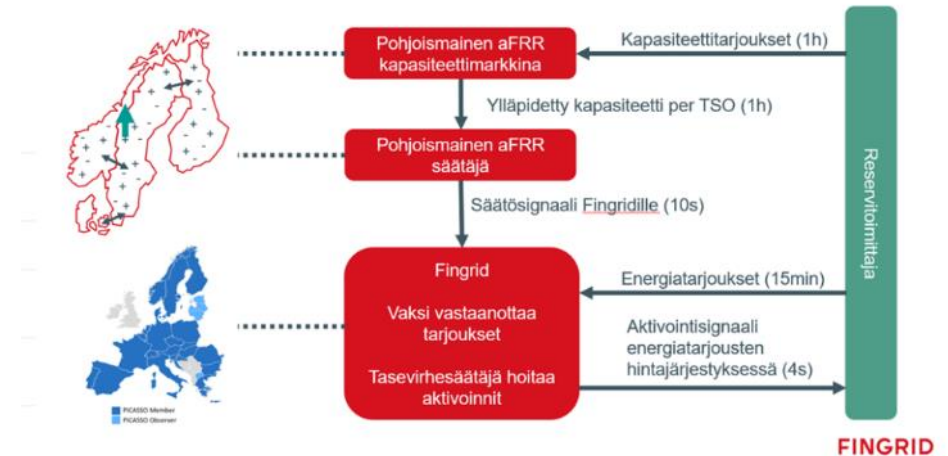 Pohjoismainen aFRR
kapasiteettimarkkina
Kapasiteettitarjoukset (1h)
Ylläpidetty kapasiteetti per TSO (1h)
Pohjoismainen aFRR
säätäjä
Säätösignaali Fingridille (10s)
Reservitoimittaja
Fingrid
Vaksi vastaanottaa
tarjoukset
Tasevirhesäätäjä hoitaa
aktivoinnit
Energiatarjoukset (15min)
Aktivointisignaali
energiatarjousten
hintajärjestyksessä (4s)
PICASSO Member
PICASSO Observer
FINGRID